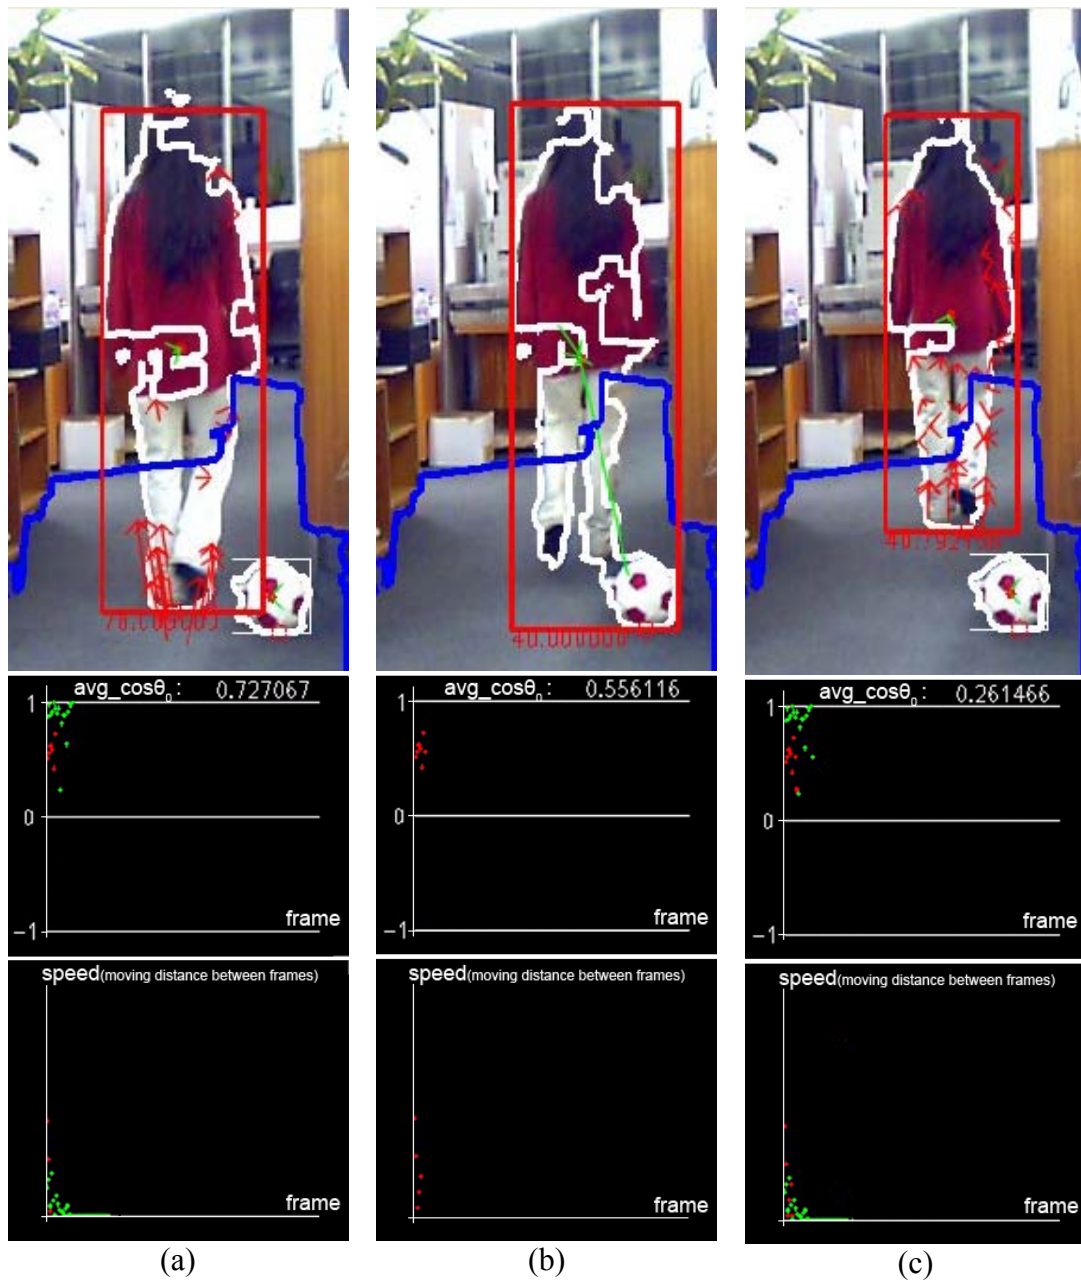 40.000000
avg_cosθ₀: 0.727067
1
0
-1
frame
speed(moving distance between frames)
frame
(a)
avg_cosθ₀: 0.556116
1
0
-1
frame
speed(moving distance between frames)
frame
(b)
avg_cosθ₀: 0.261466
1
0
-1
frame
speed(moving distance between frames)
frame
(c)